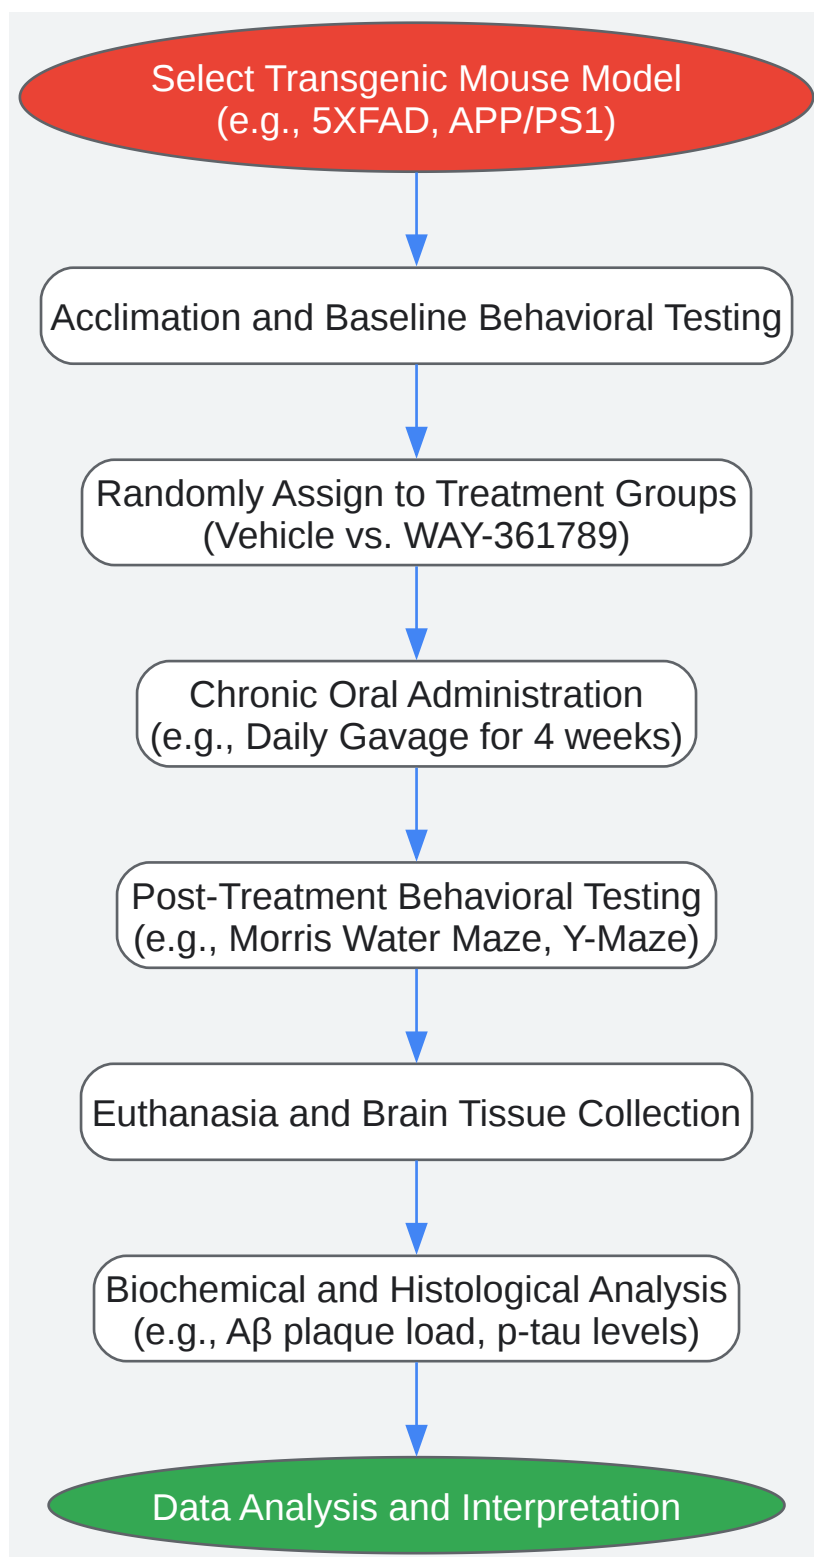 Select Transgenic Mouse Model
(e.g., 5XFAD, APP/PS1)
Acclimation and Baseline Behavioral Testing
Randomly Assign to Treatment Groups
(Vehicle vs. WAY-361789)
Chronic Oral Administration
(e.g., Daily Gavage for 4 weeks)
Post-Treatment Behavioral Testing
(e.g., Morris Water Maze, Y-Maze)
Euthanasia and Brain Tissue Collection
Biochemical and Histological Analysis
(e.g., Aβ plaque load, p-tau levels)
Data Analysis and Interpretation